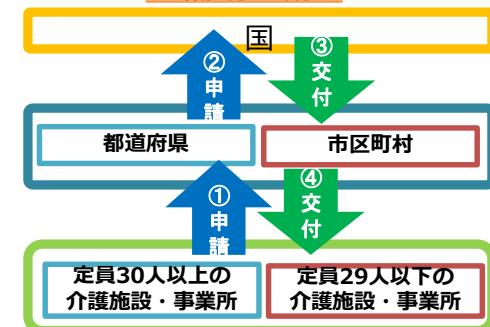 国
②申請
③交付
都道府県
市区町村
①申請
④交付
定員30人以上の
介護施設・事業所
定員29人以下の
介護施設・事業所